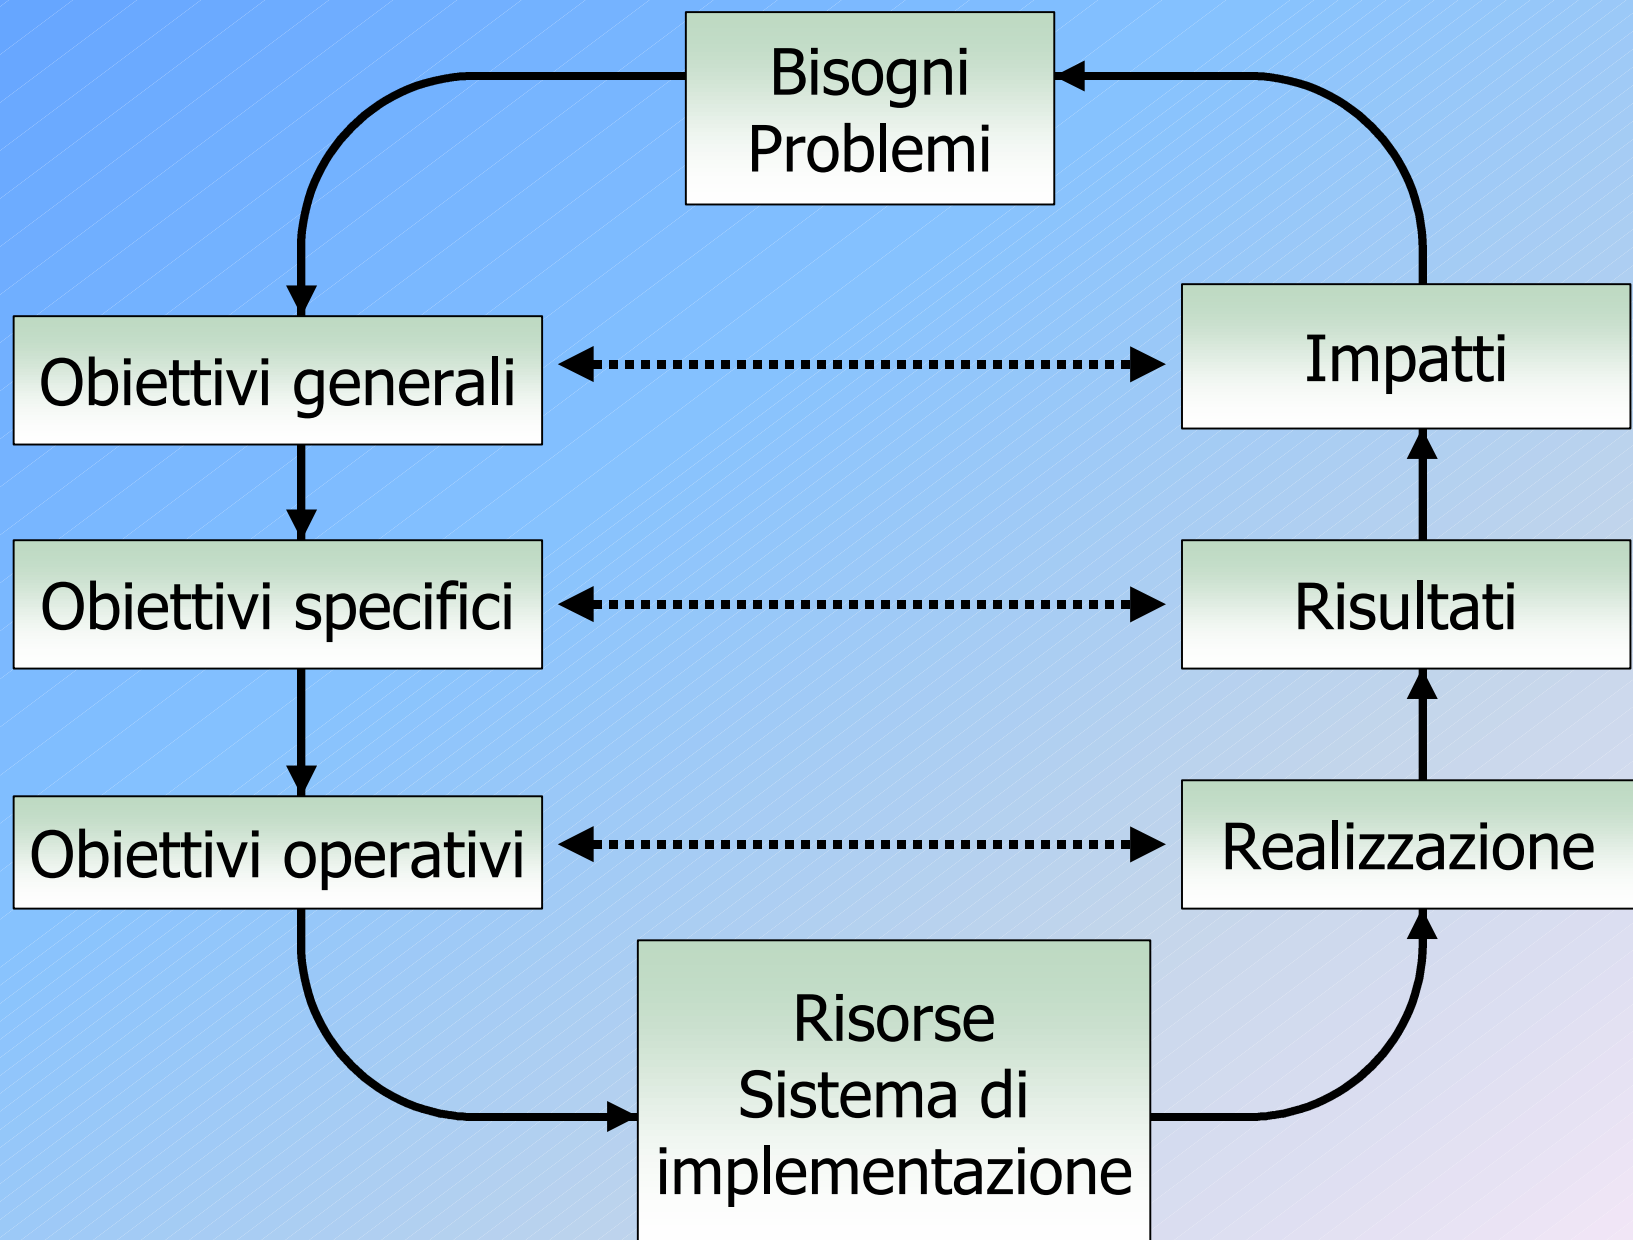 Bisogni
Problemi
Obiettivi generali
Impatti
Obiettivi specifici
Risultati
Obiettivi operativi
Realizzazione
Risorse
Sistema di
implementazione